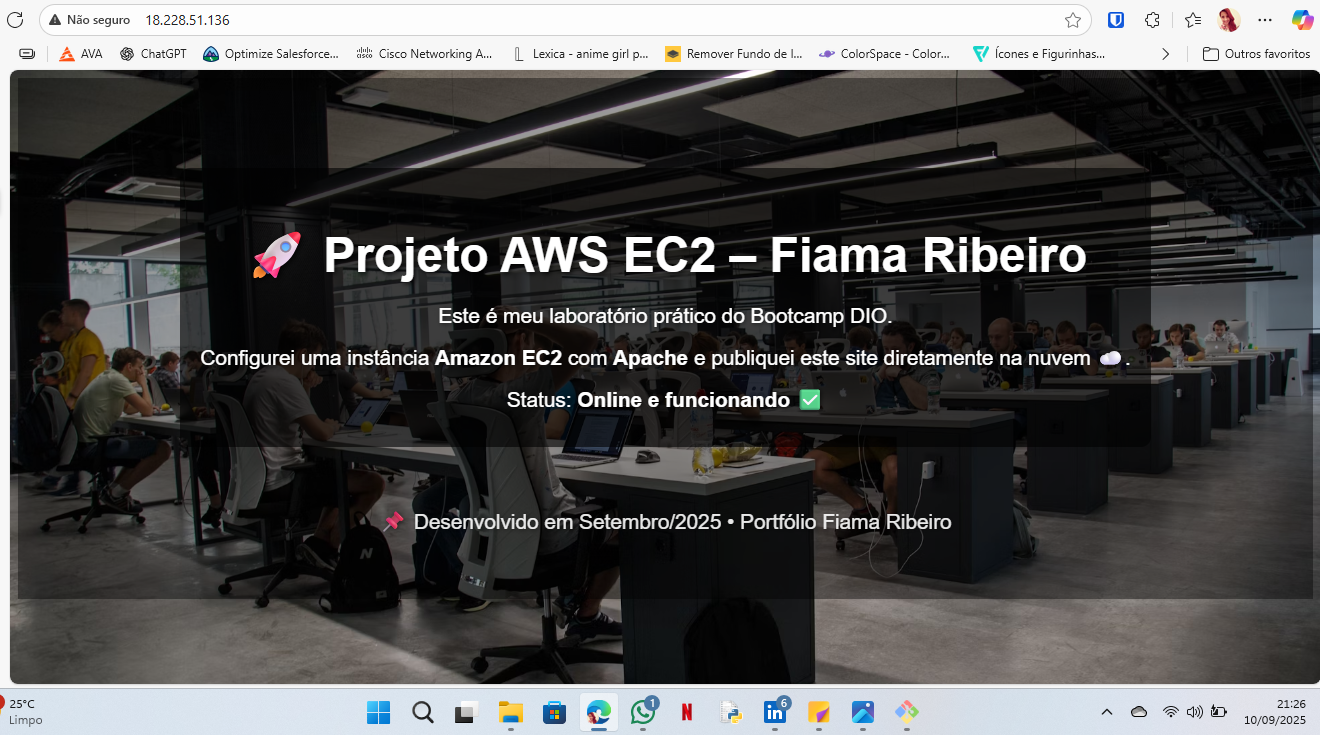 Não seguro 18.228.51.136
AVA ChatGPT Optimize Salesforce... Cisco Networking A... Lexica - anime girl p... Remover Fundo de I... ColorSpace - Color... Ícones e Figurinhas... Outros favoritos
🚀 Projeto AWS EC2 – Fiama Ribeiro
Este é meu laboratório prático do Bootcamp DIO.
Configurei uma instância Amazon EC2 com Apache e publiquei este site diretamente na nuvem ☁️.
Status: Online e funcionando ✅
📌 Desenvolvido em Setembro/2025 • Portfólio Fiama Ribeiro
25°C
Limpo
1
6
21:26
10/09/2025